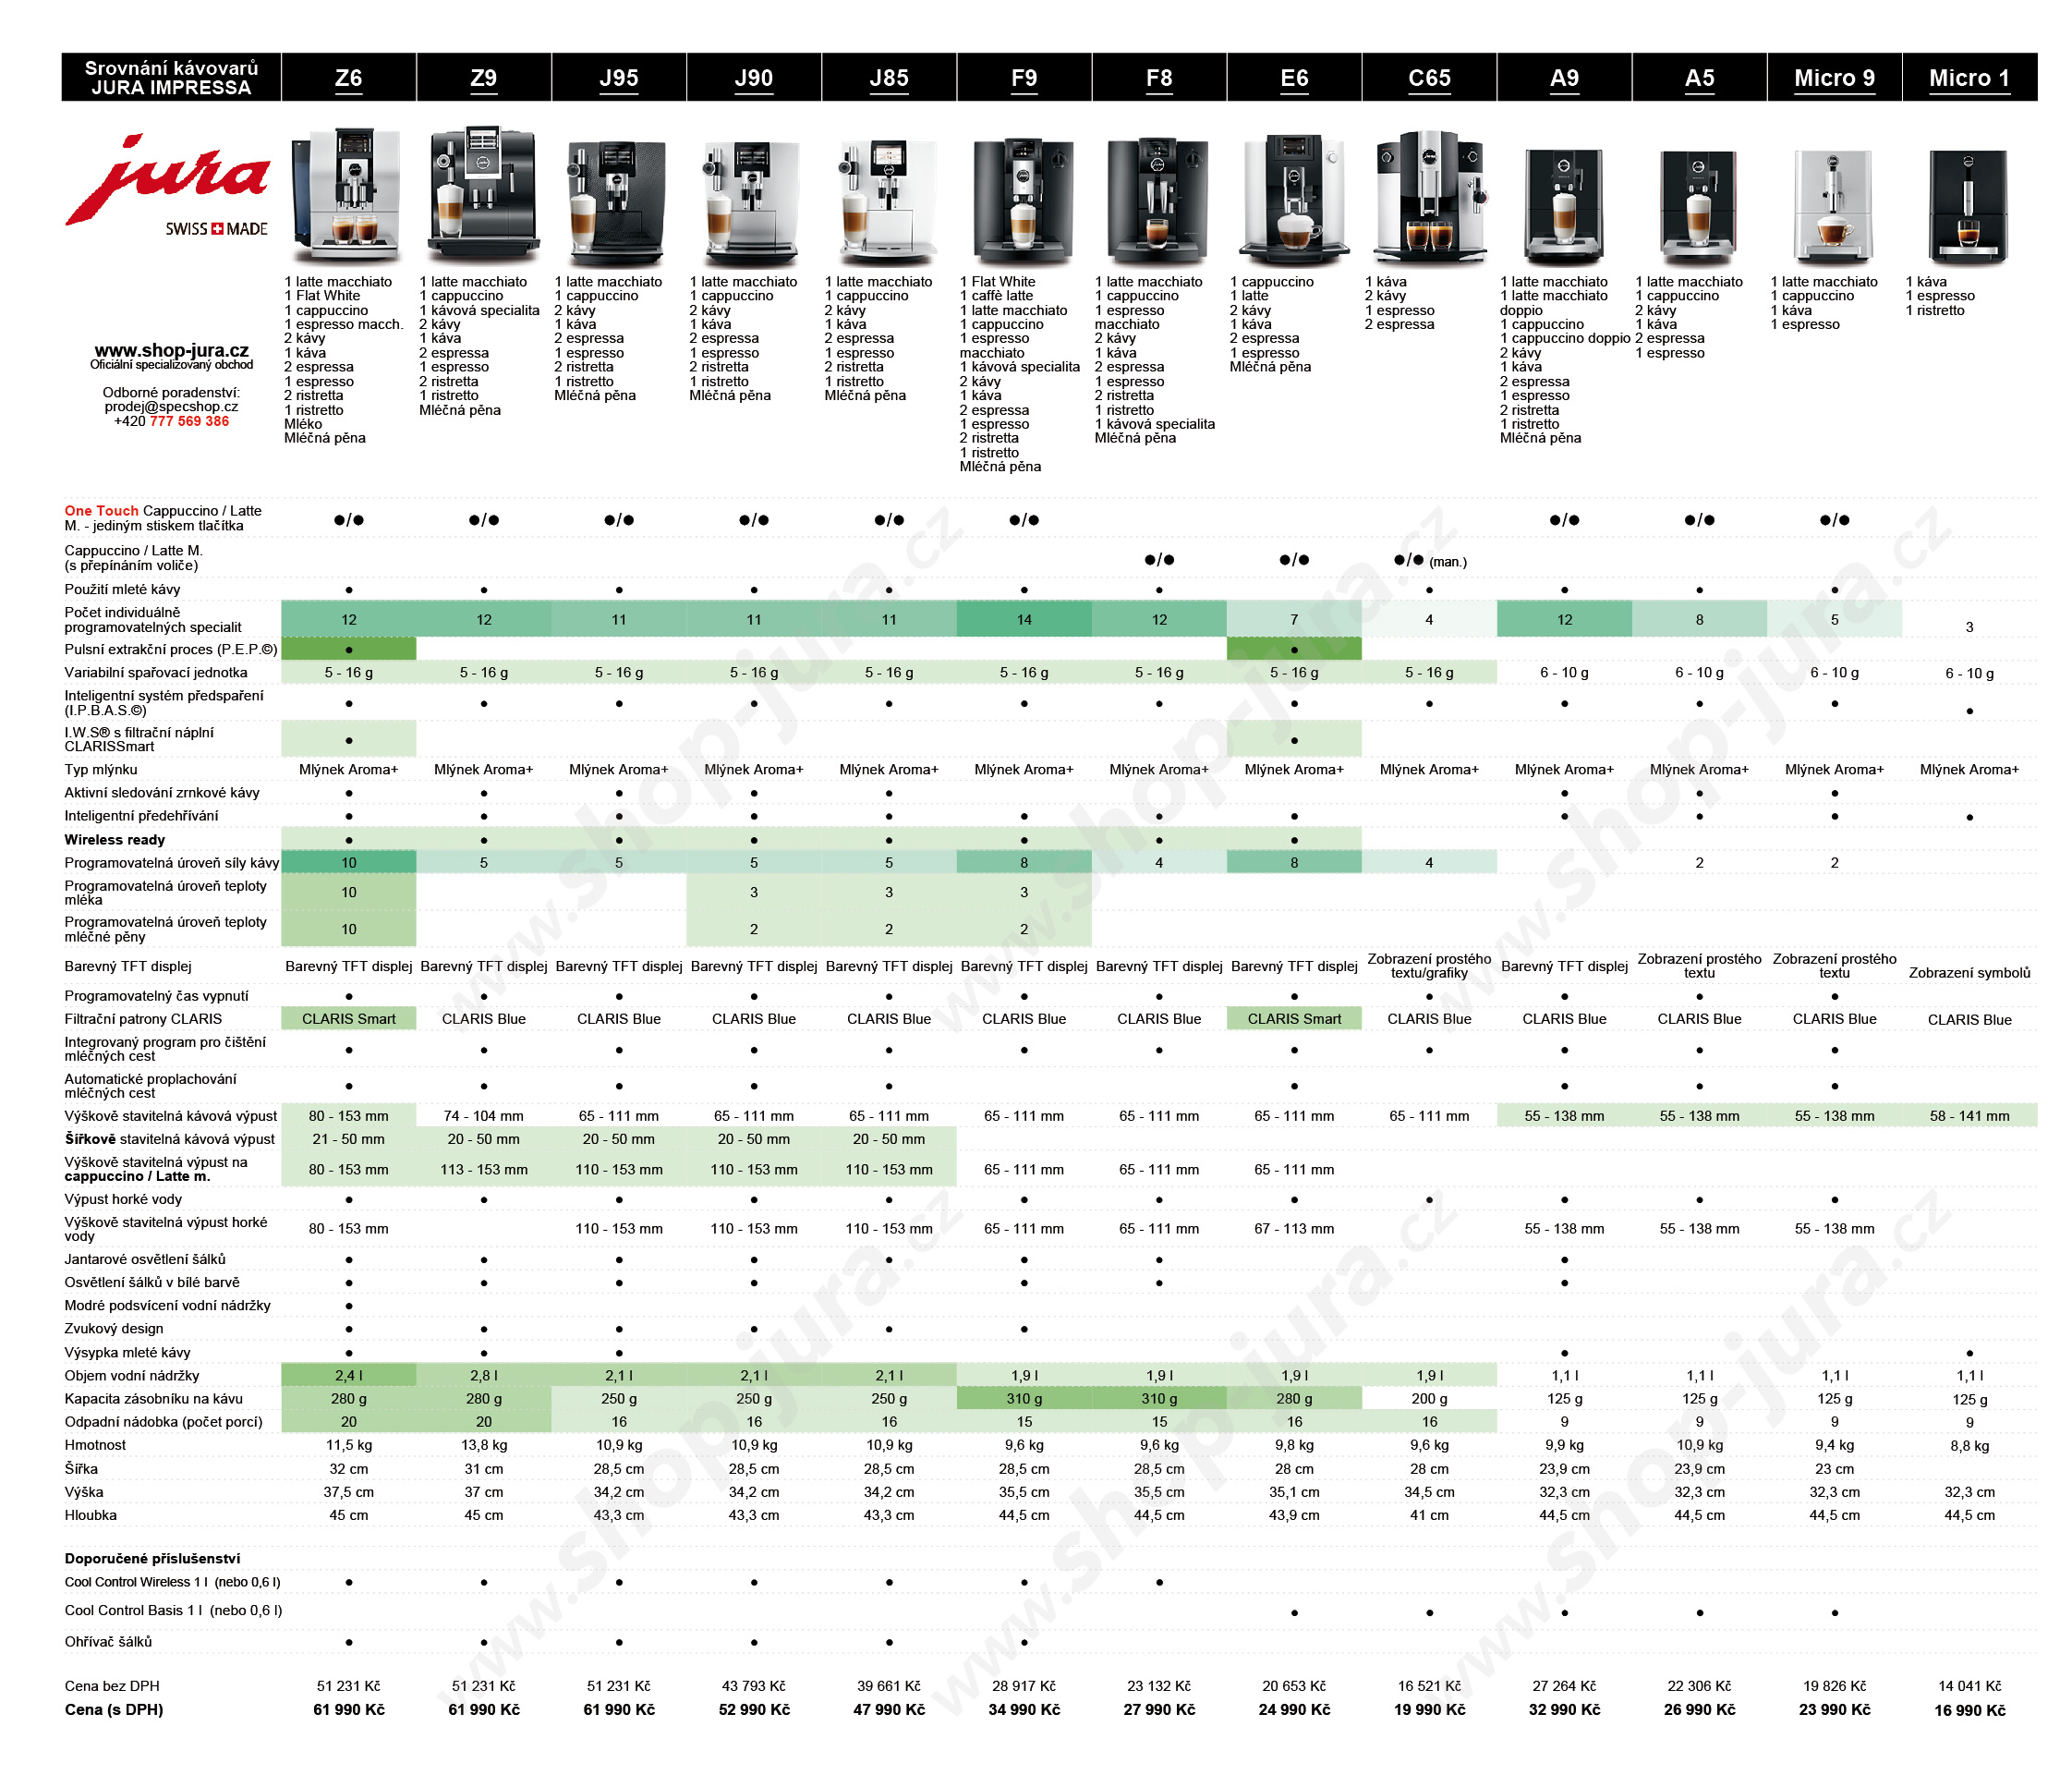 Srovnání kávovarů
JURA IMPRESSA
Z6 Z9 J95 J90 J85 F9 F8 E6 C65 A9 A5 Micro 9 Micro 1
jura
SWISS MADE
www.shop-jura.cz
Oficiální specializovaný obchod
Odborné poradenství:
prodej@specshop.cz
+420 777 569 386
1 latte macchiato
1 Flat White
1 cappuccino
1 espresso macch.
2 kávy
1 káva
2 espressa
1 espresso
2 ristretta
1 ristretto
Mléko
Mléčná pěna
1 latte macchiato
1 cappuccino
1 kávová specialita
2 kávy
1 káva
2 espressa
1 espresso
2 ristretta
1 ristretto
Mléčná pěna
1 latte macchiato
1 cappuccino
2 kávy
1 káva
2 espressa
1 espresso
2 ristretta
1 ristretto
Mléčná pěna
1 latte macchiato
1 cappuccino
2 kávy
1 káva
2 espressa
1 espresso
2 ristretta
1 ristretto
Mléčná pěna
1 latte macchiato
1 cappuccino
2 kávy
1 káva
2 espressa
1 espresso
2 ristretta
1 ristretto
Mléčná pěna
1 Flat White
1 caffè latte
1 latte macchiato
1 cappuccino
1 espresso
macchiato
1 kávová specialita
2 kávy
1 káva
2 espressa
1 espresso
2 ristretta
1 ristretto
Mléčná pěna
1 latte macchiato
1 cappuccino
1 espresso
macchiato
2 kávy
1 káva
2 espressa
1 espresso
2 ristretta
1 ristretto
1 kávová specialita
Mléčná pěna
1 cappuccino
1 latte
2 kávy
1 káva
2 espressa
1 espresso
Mléčná pěna
1 káva
2 kávy
1 espresso
2 espressa
1 latte macchiato
1 latte macchiato
doppio
1 cappuccino
1 cappuccino doppio
2 kávy
1 káva
2 espressa
1 espresso
2 ristretta
1 ristretto
Mléčná pěna
1 latte macchiato
1 cappuccino
2 kávy
1 káva
2 espressa
1 espresso
1 latte macchiato
1 cappuccino
1 káva
1 espresso
1 káva
1 espresso
1 ristretto
One Touch Cappuccino / Latte
M. - jediným stiskem tlačítka
●/● ●/● ●/● ●/● ●/● ●/● ●/● ●/● ●/●
Cappuccino / Latte M.
(s přepínáním voliče)
●/● ●/● ●/● (man.)
Použití mleté kávy ● ● ● ● ● ● ● ● ● ● ●
Počet individuálně
programovatelných specialit
12 12 11 11 11 14 12 7 4 12 8 5 3
Pulsní extrakční proces (P.E.P.©) ● ●
Variabilní spařovací jednotka 5 - 16 g 5 - 16 g 5 - 16 g 5 - 16 g 5 - 16 g 5 - 16 g 5 - 16 g 5 - 16 g 5 - 16 g 6 - 10 g 6 - 10 g 6 - 10 g 6 - 10 g
Inteligentní systém předspaření
(I.P.B.A.S.©)
● ● ● ● ● ● ● ● ● ● ● ● ●
I.W.S® s filtrační náplní
CLARISSmart
● ●
Typ mlýnku Mlýnek Aroma+ Mlýnek Aroma+ Mlýnek Aroma+ Mlýnek Aroma+ Mlýnek Aroma+ Mlýnek Aroma+ Mlýnek Aroma+ Mlýnek Aroma+ Mlýnek Aroma+ Mlýnek Aroma+ Mlýnek Aroma+ Mlýnek Aroma+ Mlýnek Aroma+
Aktivní sledování zrnkové kávy ● ● ● ● ● ● ● ●
Inteligentní předehřívání ● ● ● ● ● ● ● ● ● ● ● ●
Wireless ready ● ● ● ● ● ● ● ●
Programovatelná úroveň síly kávy 10 5 5 5 5 8 4 8 4 2 2
Programovatelná úroveň teploty
mléka
10 3 3 3
Programovatelná úroveň teploty
mléčné pěny
10 2 2 2
Barevný TFT displej Barevný TFT displej Barevný TFT displej Barevný TFT displej Barevný TFT displej Barevný TFT displej Barevný TFT displej Barevný TFT displej Barevný TFT displej Zobrazení prostého textu/grafiky Barevný TFT displej Zobrazení prostého textu Zobrazení prostého textu Zobrazení symbolů
Programovatelný čas vypnutí ● ● ● ● ● ● ● ● ● ● ● ●
Filtrační patrony CLARIS CLARIS Smart CLARIS Blue CLARIS Blue CLARIS Blue CLARIS Blue CLARIS Blue CLARIS Blue CLARIS Smart CLARIS Blue CLARIS Blue CLARIS Blue CLARIS Blue CLARIS Blue
Integrovaný program pro čištění
mléčných cest
● ● ● ● ● ● ● ● ● ● ● ●
Automatické proplachování
mléčných cest
● ● ● ● ● ● ● ● ●
Výškově stavitelná kávová výpust 80 - 153 mm 74 - 104 mm 65 - 111 mm 65 - 111 mm 65 - 111 mm 65 - 111 mm 65 - 111 mm 65 - 111 mm 65 - 111 mm 55 - 138 mm 55 - 138 mm 55 - 138 mm 58 - 141 mm
Šířkově stavitelná kávová výpust 21 - 50 mm 20 - 50 mm 20 - 50 mm 20 - 50 mm 20 - 50 mm
Výškově stavitelná výpust na
cappuccino / Latte m.
80 - 153 mm 113 - 153 mm 110 - 153 mm 110 - 153 mm 110 - 153 mm 65 - 111 mm 65 - 111 mm 65 - 111 mm
Výpust horké vody ● ● ● ● ● ● ● ● ● ● ● ●
Výškově stavitelná výpust horké
vody
80 - 153 mm 110 - 153 mm 110 - 153 mm 110 - 153 mm 65 - 111 mm 65 - 111 mm 67 - 113 mm 55 - 138 mm 55 - 138 mm 55 - 138 mm
Jantarové osvětlení šálků ● ● ● ● ● ● ● ●
Osvětlení šálků v bílé barvě ● ● ● ● ● ● ●
Modré podsvícení vodní nádržky ●
Zvukový design ● ● ● ● ● ●
Výsypka mleté kávy ● ● ● ● ●
Objem vodní nádržky 2,4 l 2,8 l 2,1 l 2,1 l 2,1 l 1,9 l 1,9 l 1,9 l 1,9 l 1,1 l 1,1 l 1,1 l 1,1 l
Kapacita zásobníku na kávu 280 g 280 g 250 g 250 g 250 g 310 g 310 g 280 g 200 g 125 g 125 g 125 g 125 g
Odpadní nádobka (počet porcí) 20 20 16 16 16 15 15 16 16 9 9 9 9
Hmotnost 11,5 kg 13,8 kg 10,9 kg 10,9 kg 10,9 kg 9,6 kg 9,6 kg 9,8 kg 9,6 kg 9,9 kg 10,9 kg 9,4 kg 8,8 kg
Šířka 32 cm 31 cm 28,5 cm 28,5 cm 28,5 cm 28,5 cm 28,5 cm 28 cm 28 cm 23,9 cm 23,9 cm 23 cm
Výška 37,5 cm 37 cm 34,2 cm 34,2 cm 34,2 cm 35,5 cm 35,5 cm 35,1 cm 34,5 cm 32,3 cm 32,3 cm 32,3 cm 32,3 cm
Hloubka 45 cm 45 cm 43,3 cm 43,3 cm 43,3 cm 44,5 cm 44,5 cm 43,9 cm 41 cm 44,5 cm 44,5 cm 44,5 cm 44,5 cm
Doporučené příslušenství
Cool Control Wireless 1 l (nebo 0,6 l) ● ● ● ● ● ● ●
Cool Control Basis 1 l (nebo 0,6 l) ● ● ● ● ●
Ohřívač šálků ● ● ● ● ● ●
Cena bez DPH 51 231 Kč 51 231 Kč 51 231 Kč 43 793 Kč 39 661 Kč 28 917 Kč 23 132 Kč 20 653 Kč 16 521 Kč 27 264 Kč 22 306 Kč 19 826 Kč 14 041 Kč
Cena (s DPH) 61 990 Kč 61 990 Kč 61 990 Kč 52 990 Kč 47 990 Kč 34 990 Kč 27 990 Kč 24 990 Kč 19 990 Kč 32 990 Kč 26 990 Kč 23 990 Kč 16 990 Kč
www.shop-jura.cz
www.shop-jura.cz
www.shop-jura.cz
www.shop-jura.cz
www.shop-jura.cz
www.shop-jura.cz